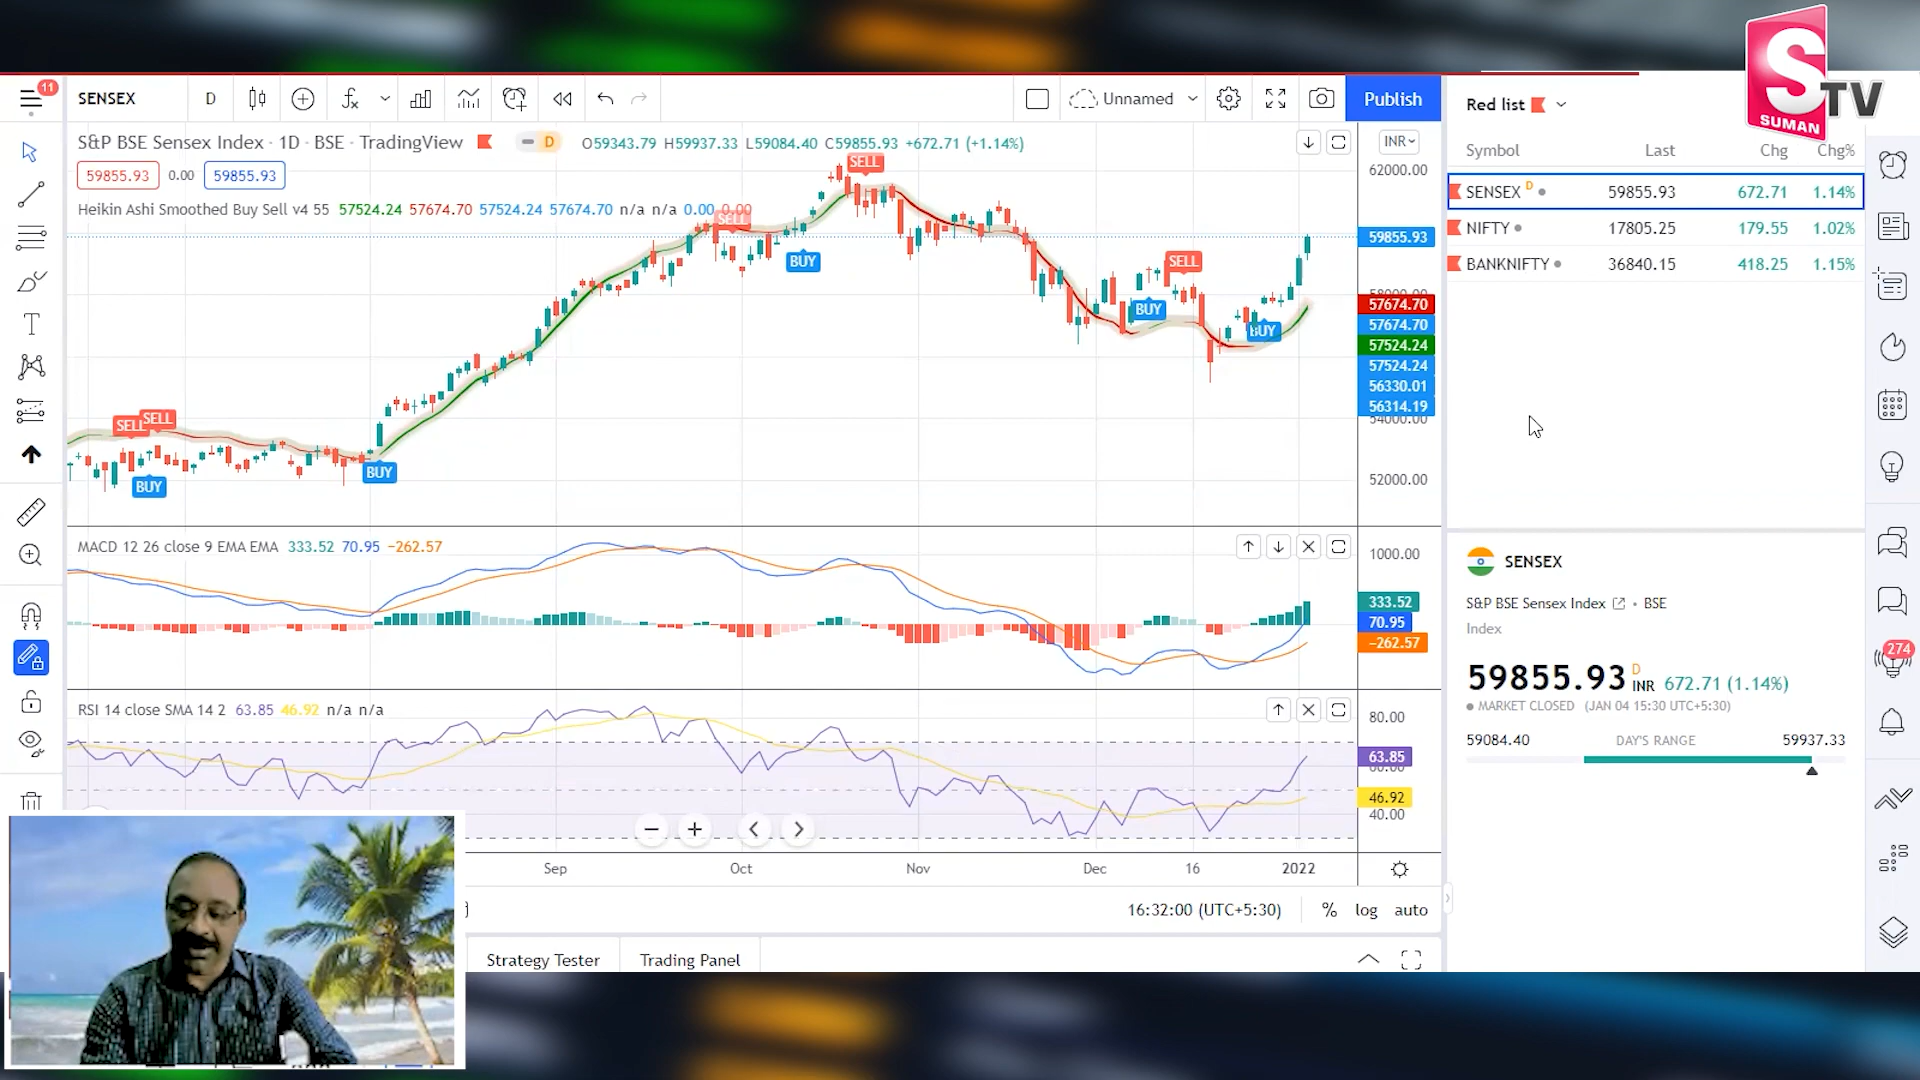 S TV
SUMAN
11
SENSEX
D
Unnamed
Publish
Red list
S&P BSE Sensex Index · 1D · BSE · TradingView
D
O59343.79 H59937.33 L59084.40 C59855.93 +672.71 (+1.14%)
INR
59855.93 0.00 59855.93
Heikin Ashi Smoothed Buy Sell v4 55 57524.24 57674.70 57524.24 57674.70 n/a n/a 0.00 0.00
Symbol Last Chg Chg%
SENSEX D 59855.93 672.71 1.14%
NIFTY 17805.25 179.55 1.02%
BANKNIFTY 36840.15 418.25 1.15%
62000.00
59855.93
58000.00
57674.70
57674.70
57524.24
57524.24
56330.01
56314.19
54000.00
52000.00
SELL
SELL
BUY
BUY
SELL
BUY
SELL
BUY
SELL
BUY
MACD 12 26 close 9 EMA EMA 333.52 70.95 −262.57
1000.00
333.52
70.95
−262.57
RSI 14 close SMA 14 2 63.85 46.92 n/a n/a
80.00
63.85
60.00
46.92
40.00
Sep Oct Nov Dec 16 2022
16:32:00 (UTC+5:30) % log auto
Strategy Tester Trading Panel
SENSEX
S&P BSE Sensex Index • BSE
Index
59855.93 D INR 672.71 (1.14%)
MARKET CLOSED (JAN 04 15:30 UTC+5:30)
59084.40 DAY'S RANGE 59937.33
274